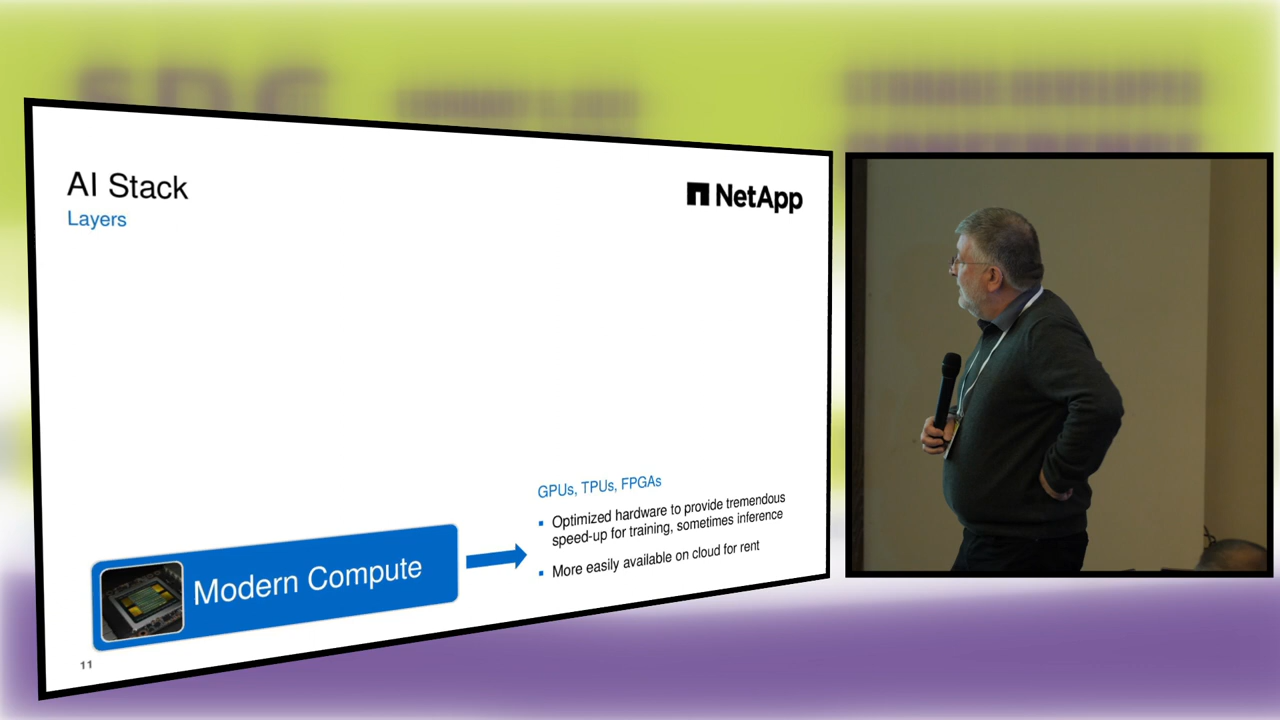 AI Stack
Layers
NetApp
GPUs, TPUs, FPGAs
▪ Optimized hardware to provide tremendous
speed-up for training, sometimes inference
▪ More easily available on cloud for rent
Modern Compute
11